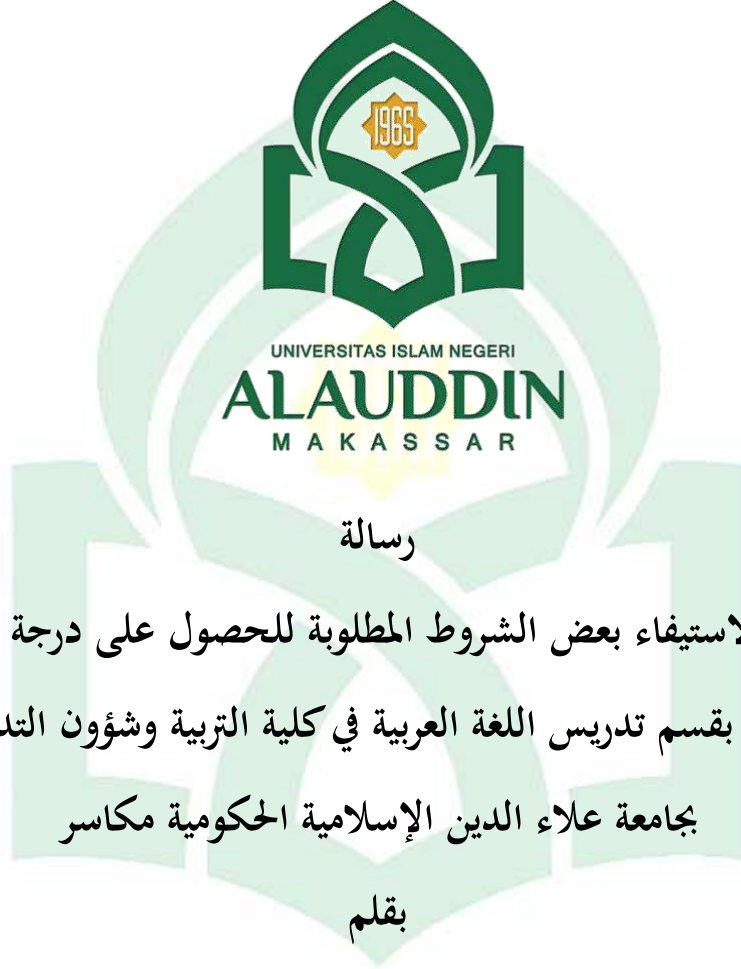 1965
UNIVERSITAS ISLAM NEGERI
ALAUDDIN
MAKASSAR
رسالة
بعض الشروط المطلوبة للحصول على درجة
بقسم تدريس اللغة العربية في كلية التربية وشؤون
بجامعة علاء الدين الإسلامية الحكومية مكاسر
بقلم